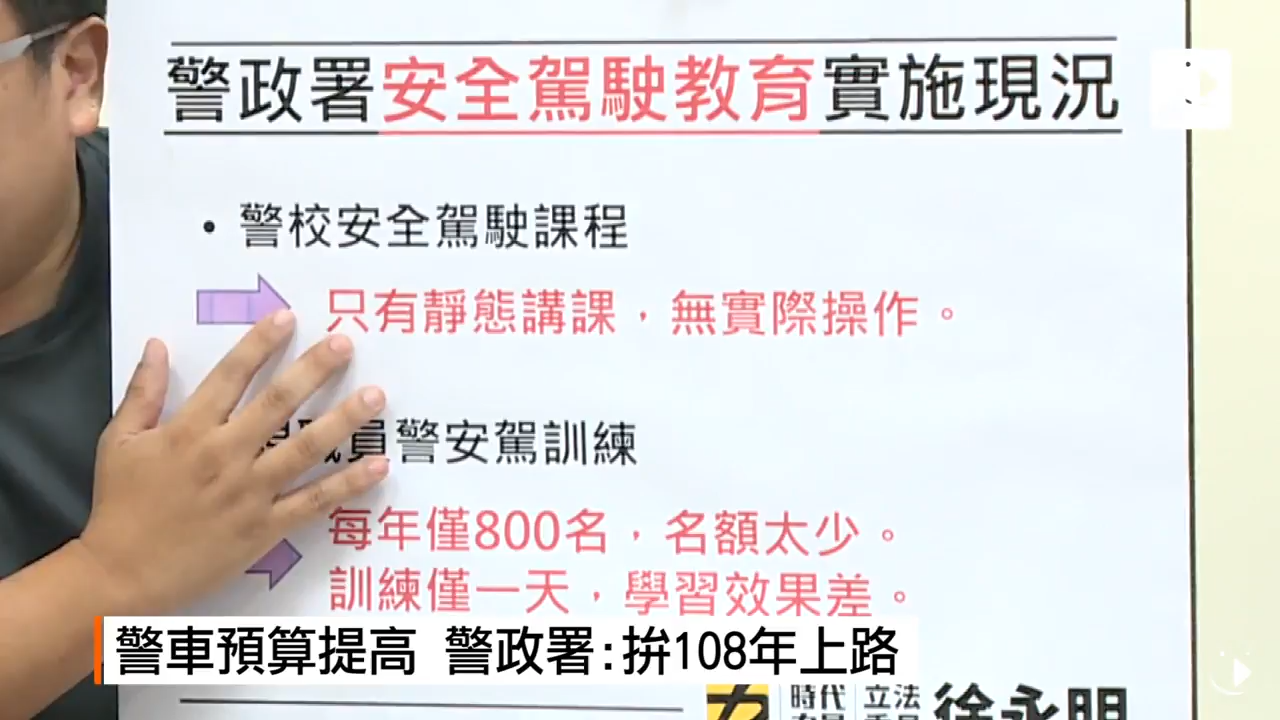 警政署安全駕駛教育實施現況
• 警校安全駕駛課程
只有靜態講課，無實際操作。
員警安駕訓練
每年僅800名，名額太少。
訓練僅一天，學習效果差。
警車預算提高 警政署:拚108年上路
時代 立法 徐永明